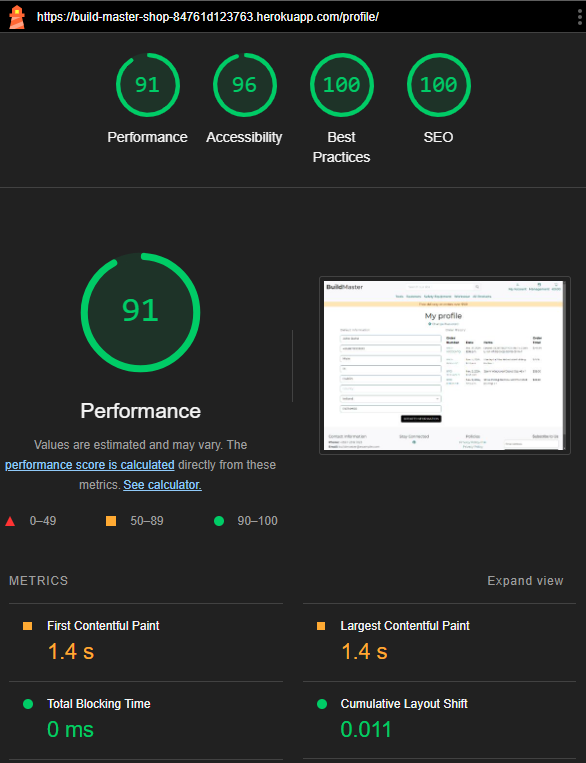 https://build-master-shop-84761d123763.herokuapp.com/profile/
91
96
100
100
Performance
Accessibility
Best
Practices
SEO
91
Performance
Values are estimated and may vary. The
performance score is calculated directly from these
metrics. See calculator.
0–49
50–89
90–100
BuildMaster
My profile
METRICS
Expand view
First Contentful Paint
1.4 s
Largest Contentful Paint
1.4 s
Total Blocking Time
0 ms
Cumulative Layout Shift
0.011